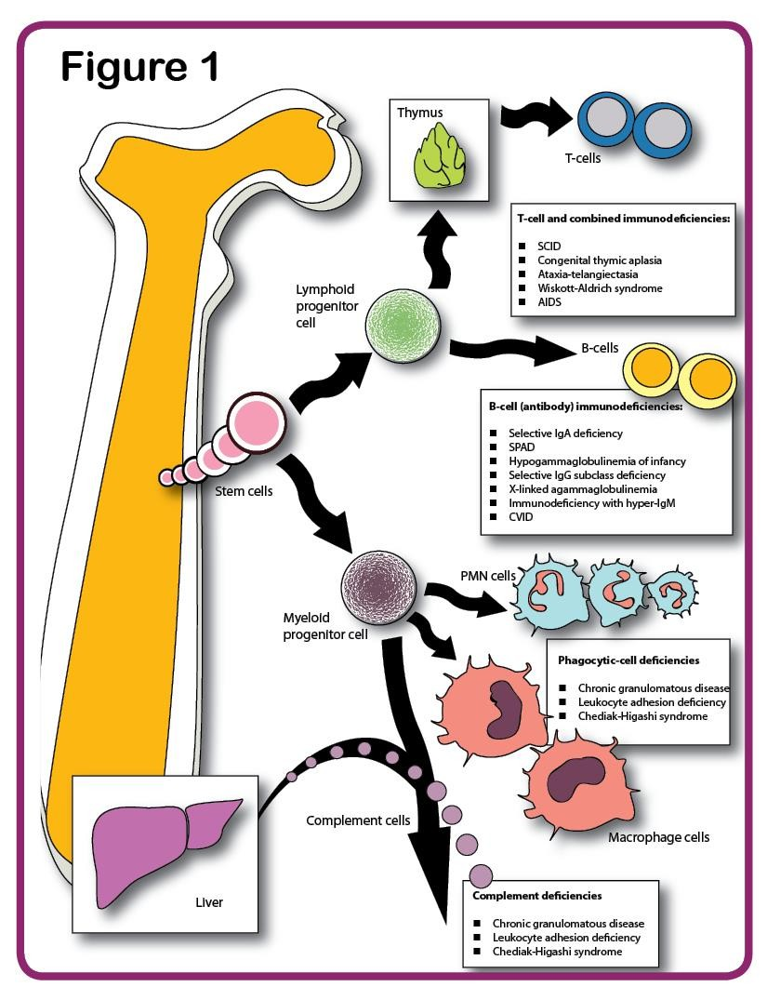 Figure 1
Thymus
T-cells
T-cell and combined immunodeficiencies:
■ SCID
■ Congenital thymic aplasia
■ Ataxia-telangiectasia
■ Wiskott-Aldrich syndrome
■ AIDS
Lymphoid
progenitor
cell
B-cells
B-cell (antibody) immunodeficiencies:
■ Selective IgA deficiency
■ SPAD
■ Hypogammaglobulinemia of infancy
■ Selective IgG subclass deficiency
■ X-linked agammaglobulinemia
■ Immunodeficiency with hyper-IgM
■ CVID
Stem cells
PMN cells
Myeloid
progenitor cell
Phagocytic-cell deficiencies
■ Chronic granulomatous disease
■ Leukocyte adhesion deficiency
■ Chediak-Higashi syndrome
Complement cells
Macrophage cells
Liver
Complement deficiencies
■ Chronic granulomatous disease
■ Leukocyte adhesion deficiency
■ Chediak-Higashi syndrome